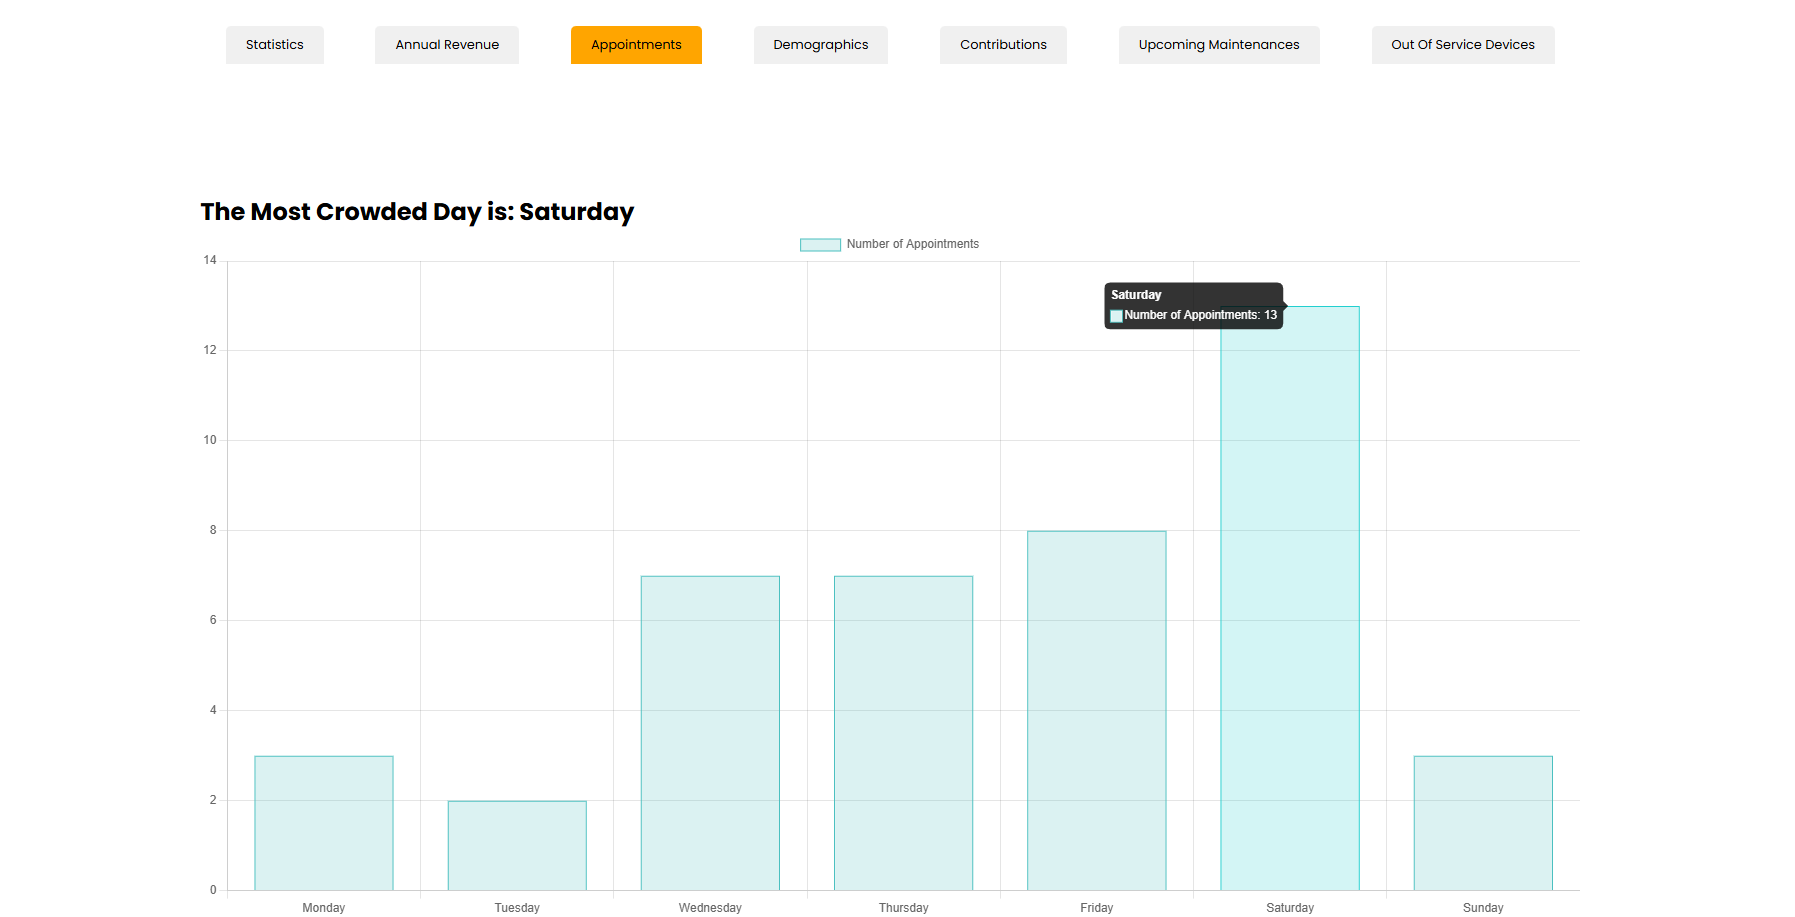 Statistics
Annual Revenue
Appointments
Demographics
Contributions
Upcoming Maintenances
Out Of Service Devices
The Most Crowded Day is: Saturday
Number of Appointments
14
12
10
8
6
4
2
0
Saturday
Number of Appointments: 13
Monday
Tuesday
Wednesday
Thursday
Friday
Saturday
Sunday